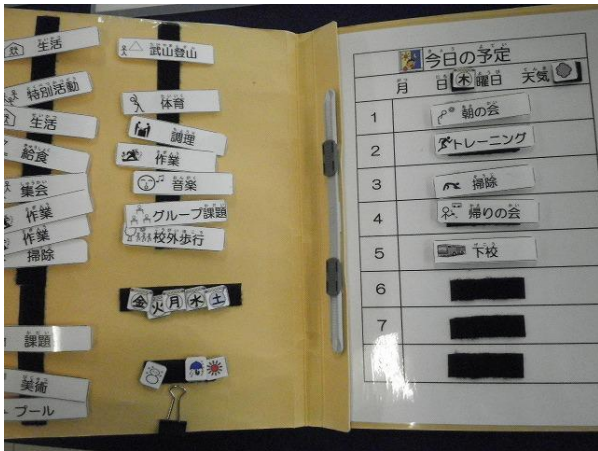 生活
特別活動
生活
給食
集会
作業
作業
掃除
課題
美術
プール
武山登山
体育
調理
作業
音楽
グループ課題
校外歩行
金 火 月 水 土
今日の予定
月 日 木 曜日 天気
1 朝の会
2 トレーニング
3 掃除
4 帰りの会
5 下校
6
7